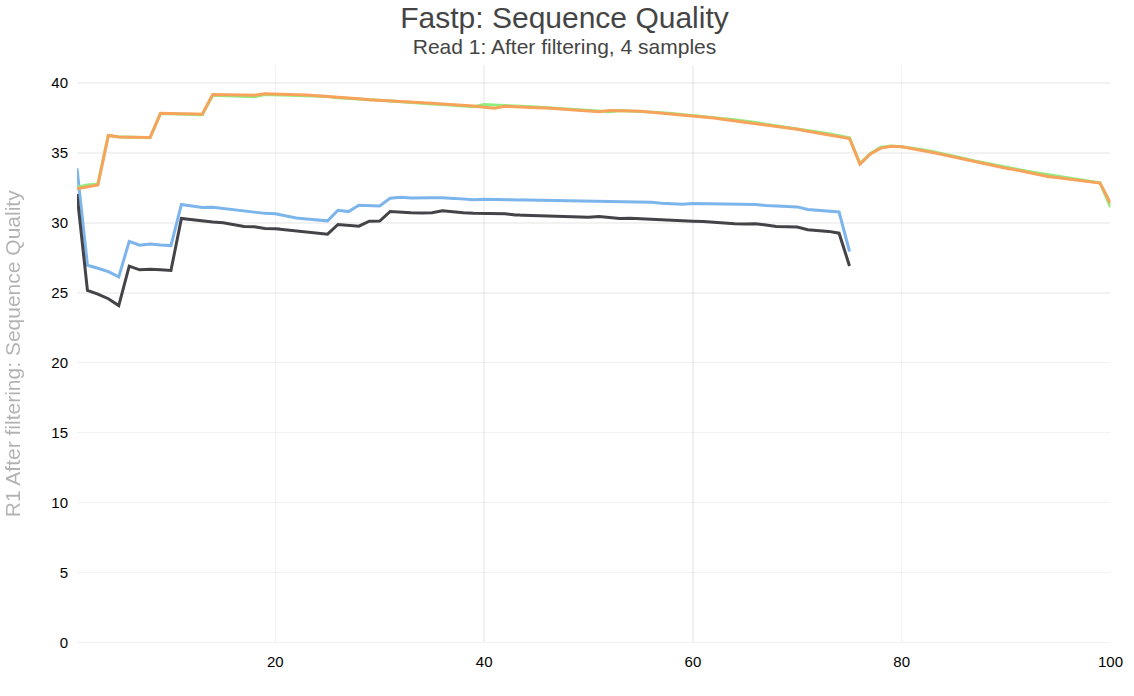 Fastp: Sequence Quality
Read 1: After filtering, 4 samples
R1 After filtering: Sequence Quality
40
35
30
25
20
15
10
5
0
20 40 60 80 100